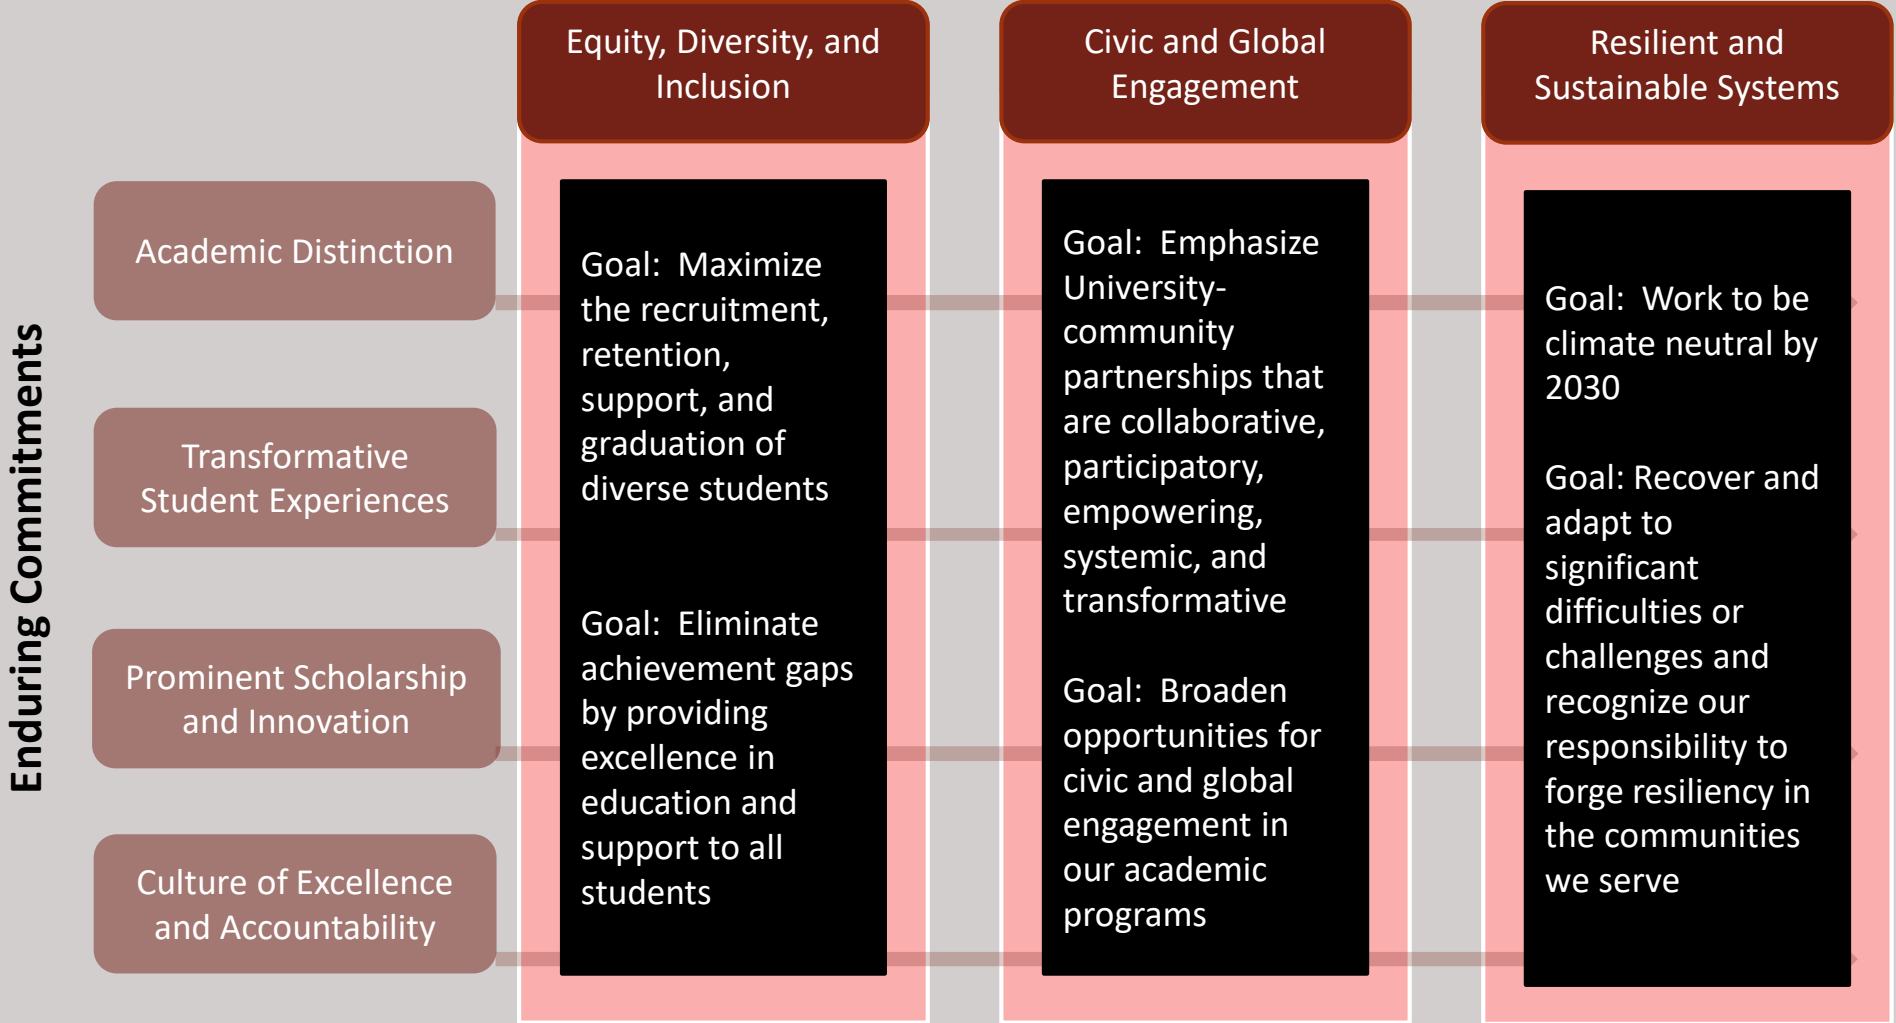 Equity, Diversity, and
Inclusion
Civic and Global
Engagement
Resilient and
Sustainable Systems
Enduring Commitments
Academic Distinction
Transformative
Student Experiences
Prominent Scholarship
and Innovation
Culture of Excellence
and Accountability
Goal:  Maximize
the recruitment,
retention,
support, and
graduation of
diverse students
Goal:  Eliminate
achievement gaps
by providing
excellence in
education and
support to all
students
Goal:  Emphasize
University-
community
partnerships that
are collaborative,
participatory,
empowering,
systemic, and
transformative
Goal:  Broaden
opportunities for
civic and global
engagement in
our academic
programs
Goal:  Work to be
climate neutral by
2030
Goal: Recover and
adapt to
significant
difficulties or
challenges and
recognize our
responsibility to
forge resiliency in
the communities
we serve